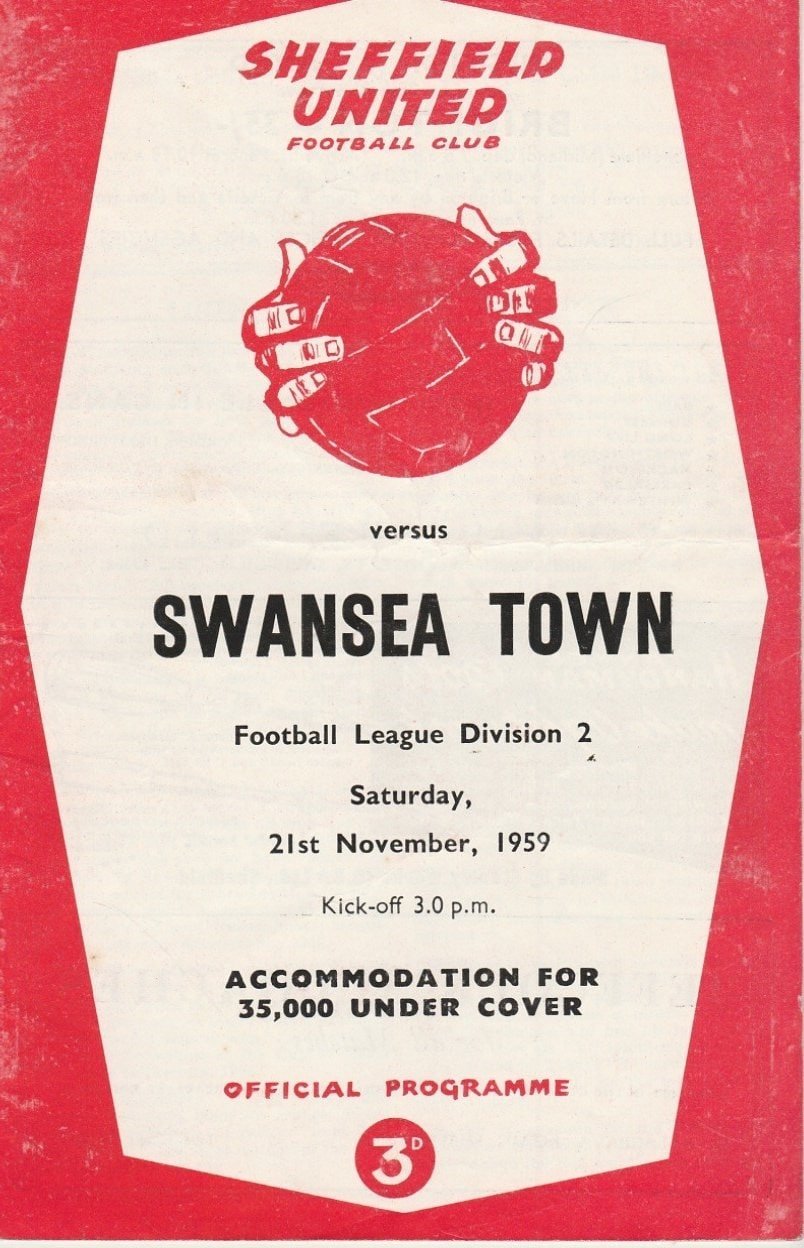 SHEFFIELD
UNITED
FOOTBALL CLUB
versus
SWANSEA TOWN
Football League Division 2
Saturday,
21st November, 1959
Kick-off 3.0 p.m.
ACCOMMODATION FOR
35,000 UNDER COVER
OFFICIAL PROGRAMME
3D